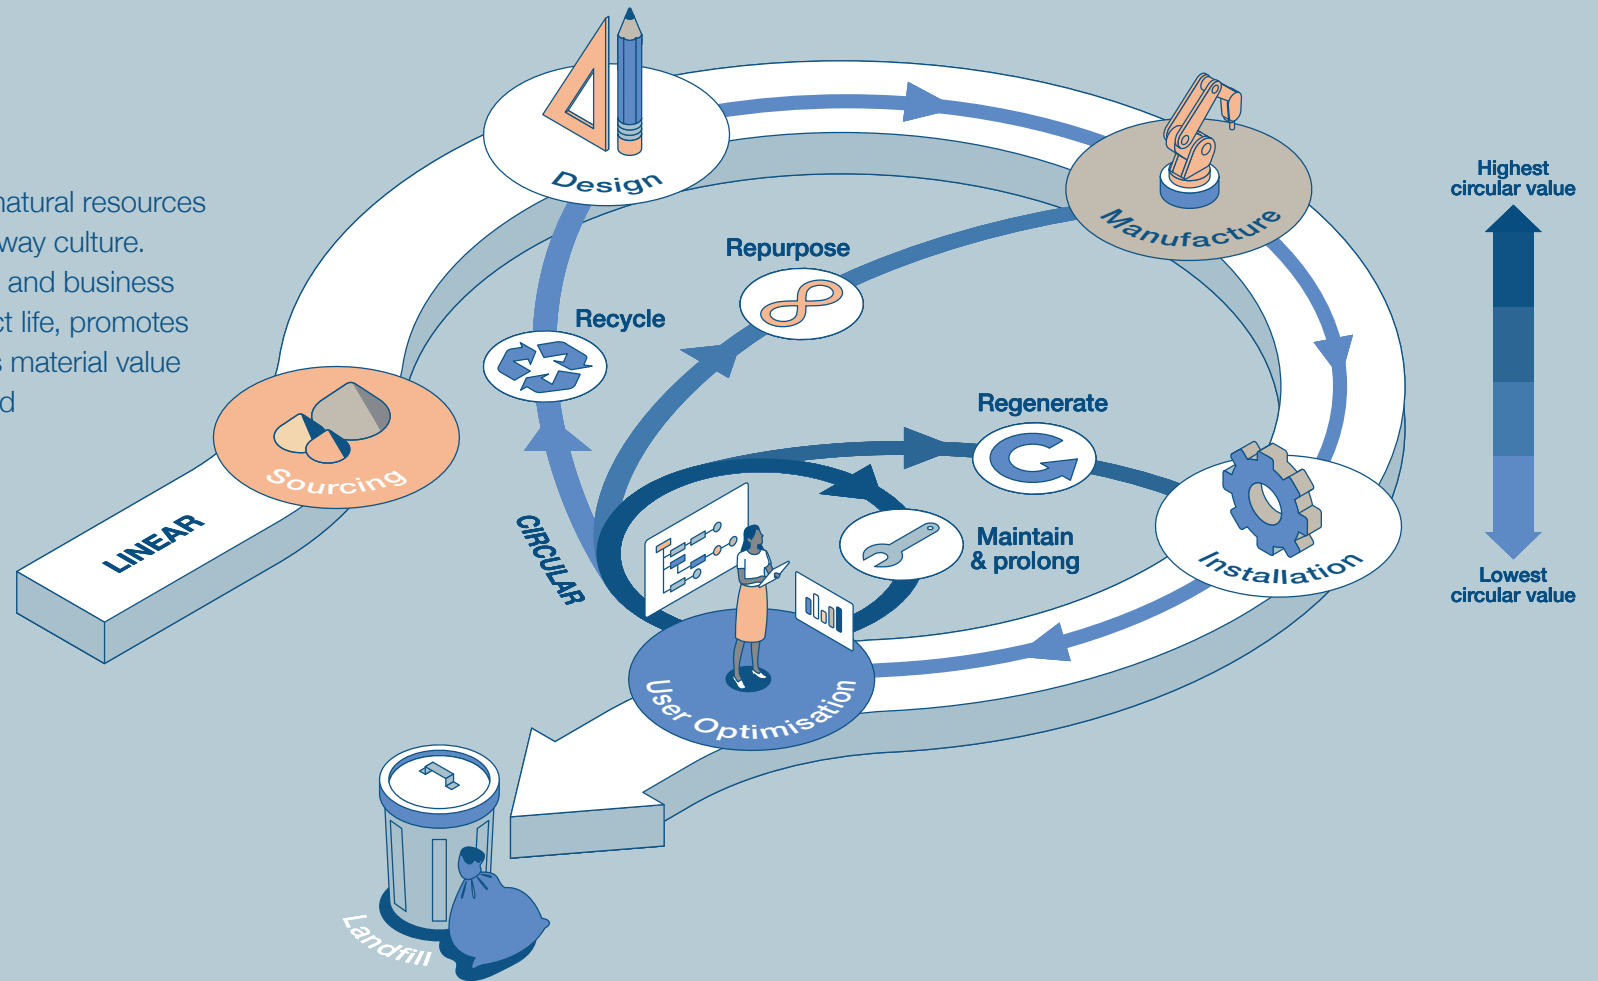 natural resources
way culture.
and business
ct life, promotes
s material value
d
Design
Manufacture
Highest
circular value
Repurpose
Recycle
Regenerate
Sourcing
LINEAR
CIRCULAR
Maintain
& prolong
Installation
Lowest
circular value
User Optimisation
Landfill